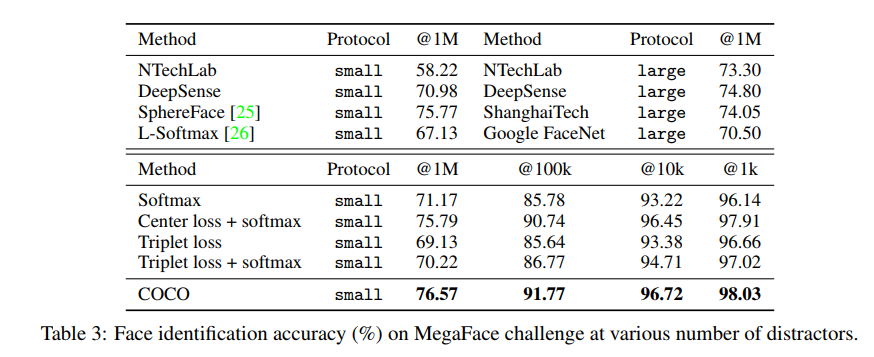 Method Protocol @1M Method Protocol @1M
NTechLab small 58.22 NTechLab large 73.30
DeepSense small 70.98 DeepSense large 74.80
SphereFace [25] small 75.77 ShanghaiTech large 74.05
L-Softmax [26] small 67.13 Google FaceNet large 70.50
Method Protocol @1M @100k @10k @1k
Softmax small 71.17 85.78 93.22 96.14
Center loss + softmax small 75.79 90.74 96.45 97.91
Triplet loss small 69.13 85.64 93.38 96.66
Triplet loss + softmax small 70.22 86.77 94.71 97.02
COCO small 76.57 91.77 96.72 98.03
Table 3: Face identification accuracy (%) on MegaFace challenge at various number of distractors.